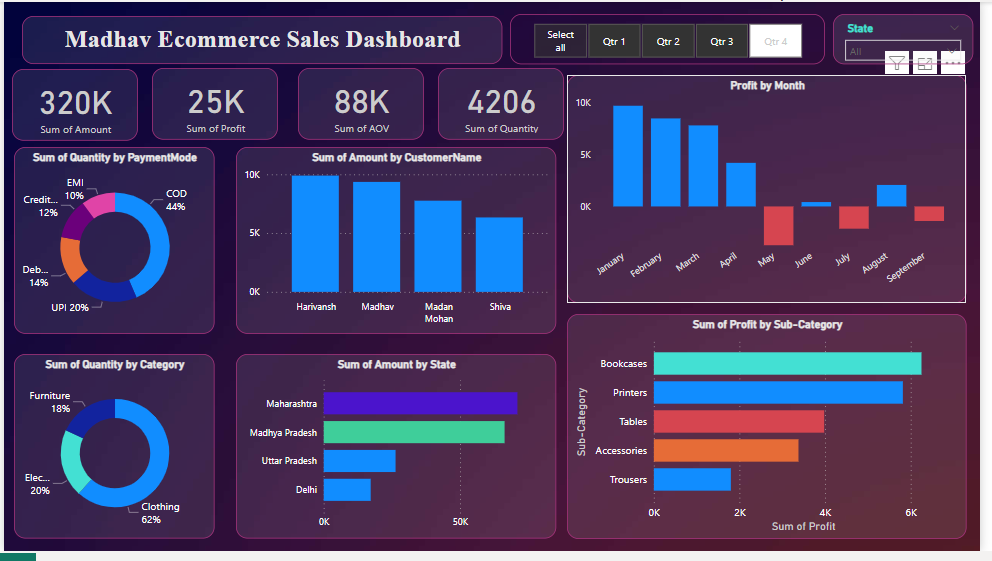 Madhav Ecommerce Sales Dashboard
Select
all
Qtr 1
Qtr 2
Qtr 3
Qtr 4
State
All
320K
Sum of Amount
25K
Sum of Profit
88K
Sum of AOV
4206
Sum of Quantity
Sum of Quantity by PaymentMode
EMI
10%
COD
44%
Credit...
12%
Deb...
14%
UPI 20%
Sum of Amount by CustomerName
10K
5K
0K
Harivansh
Madhav
Madan
Mohan
Shiva
Profit by Month
10K
5K
0K
January
February
March
April
May
June
July
August
September
Sum of Quantity by Category
Furniture
18%
Elec...
20%
Clothing
62%
Sum of Amount by State
Maharashtra
Madhya Pradesh
Uttar Pradesh
Delhi
0K
50K
Sum of Profit by Sub-Category
Sub-Category
Bookcases
Printers
Tables
Accessories
Trousers
0K
2K
4K
6K
Sum of Profit